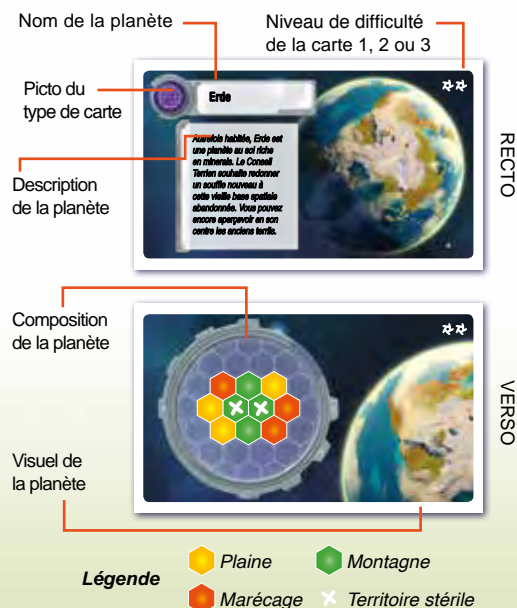 Nom de la planète
Niveau de difficulté
de la carte 1, 2 ou 3
Picto du
type de carte
Erde
Autrefois habitée, Erde est
une planète au sol riche
en minerais. Le Conseil
Terrien souhaite redonner
un souffle nouveau à
cette vieille base spatiale
abandonnée. Vous pouvez
encore apercevoir en son
centre les anciens terrils.
Description
de la planète
RECTO
Composition
de la planète
Visuel de
la planète
VERSO
Légende
Plaine
Montagne
Marécage
Territoire stérile